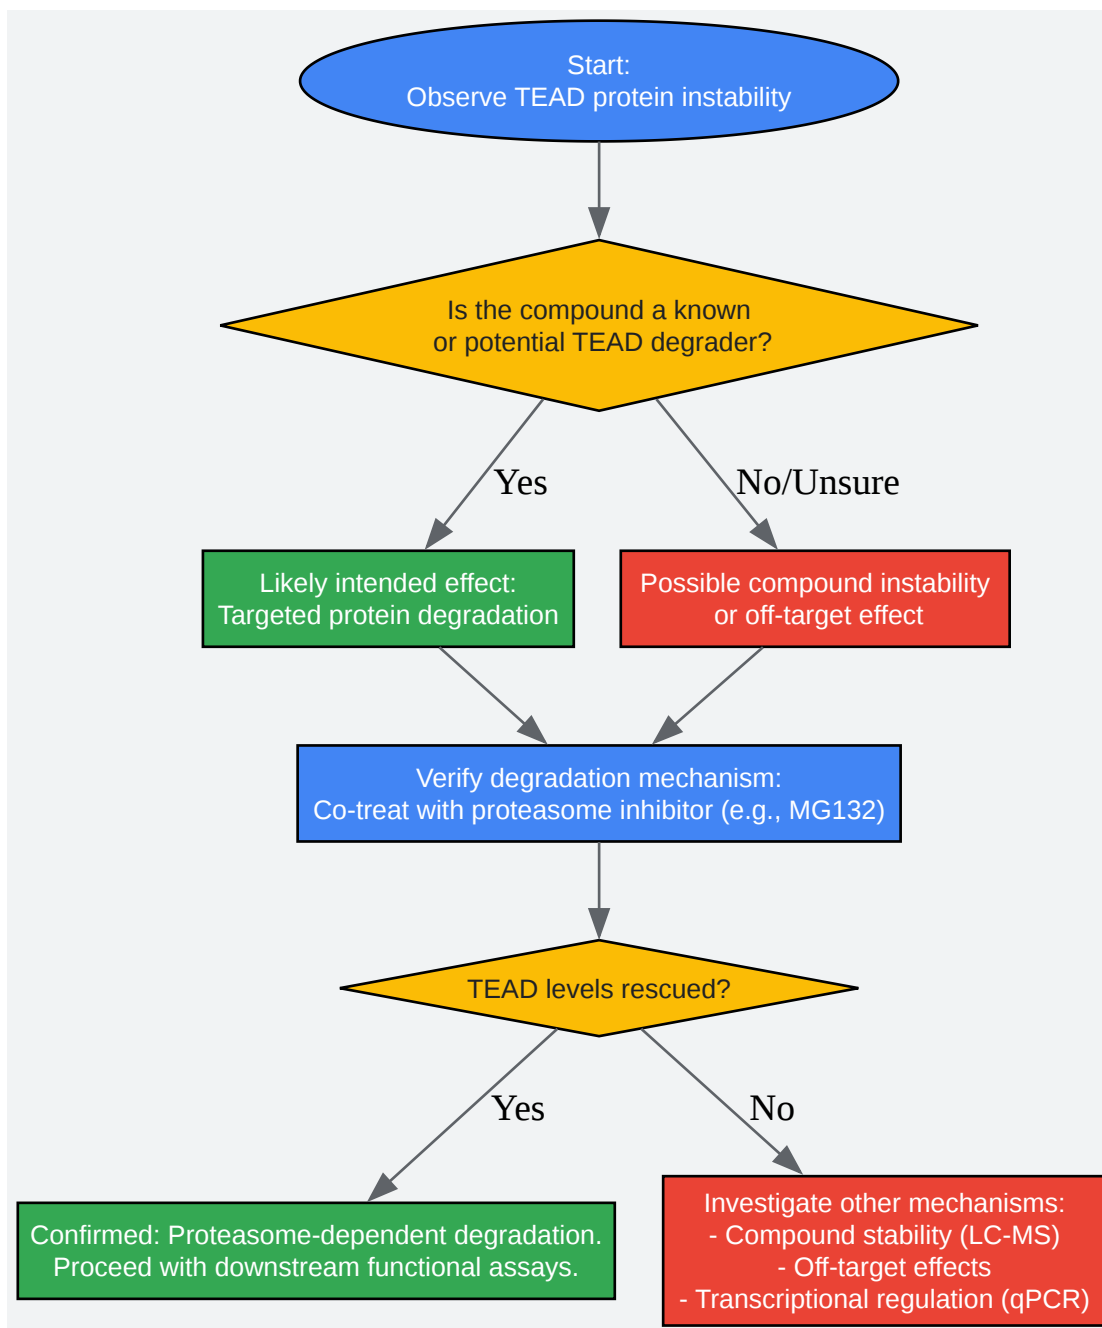 Start:
Observe TEAD protein instability
Is the compound a known
or potential TEAD degrader?
Yes
No/Unsure
Likely intended effect:
Targeted protein degradation
Possible compound instability
or off-target effect
Verify degradation mechanism:
Co-treat with proteasome inhibitor (e.g., MG132)
TEAD levels rescued?
Yes
No
Confirmed: Proteasome-dependent degradation.
Proceed with downstream functional assays.
Investigate other mechanisms:
- Compound stability (LC-MS)
- Off-target effects
- Transcriptional regulation (qPCR)